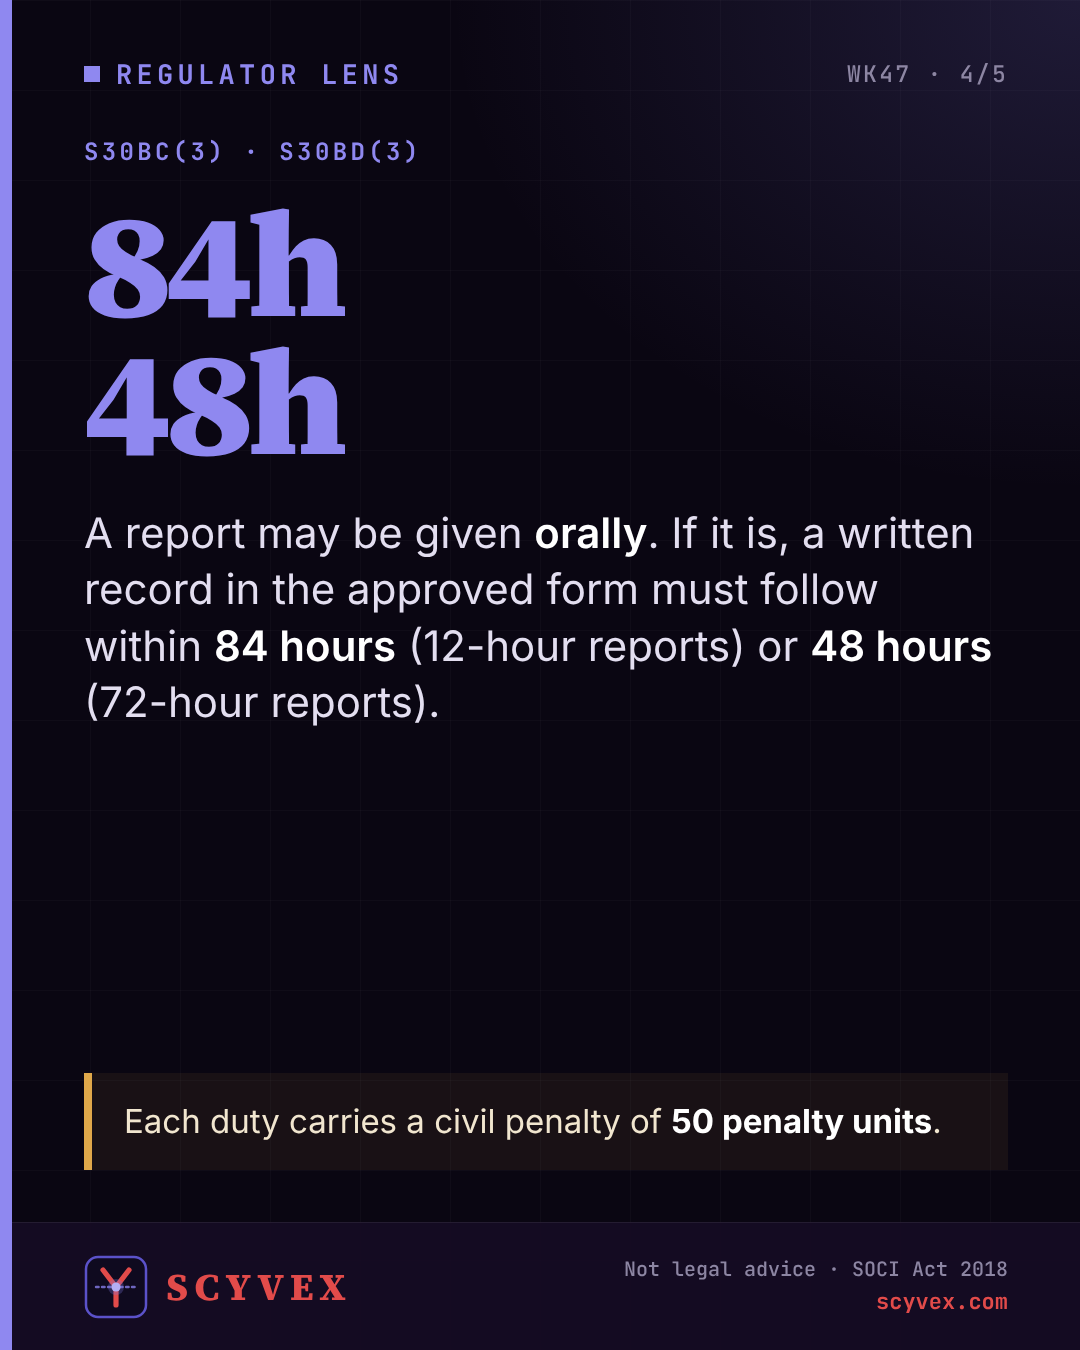 REGULATOR LENS
WK47 · 4/5
S30BC(3) · S30BD(3)
84h
48h
A report may be given orally. If it is, a written
record in the approved form must follow
within 84 hours (12-hour reports) or 48 hours
(72-hour reports).
Each duty carries a civil penalty of 50 penalty units.
SCYVEX
Not legal advice · SOCI Act 2018
scyvex.com